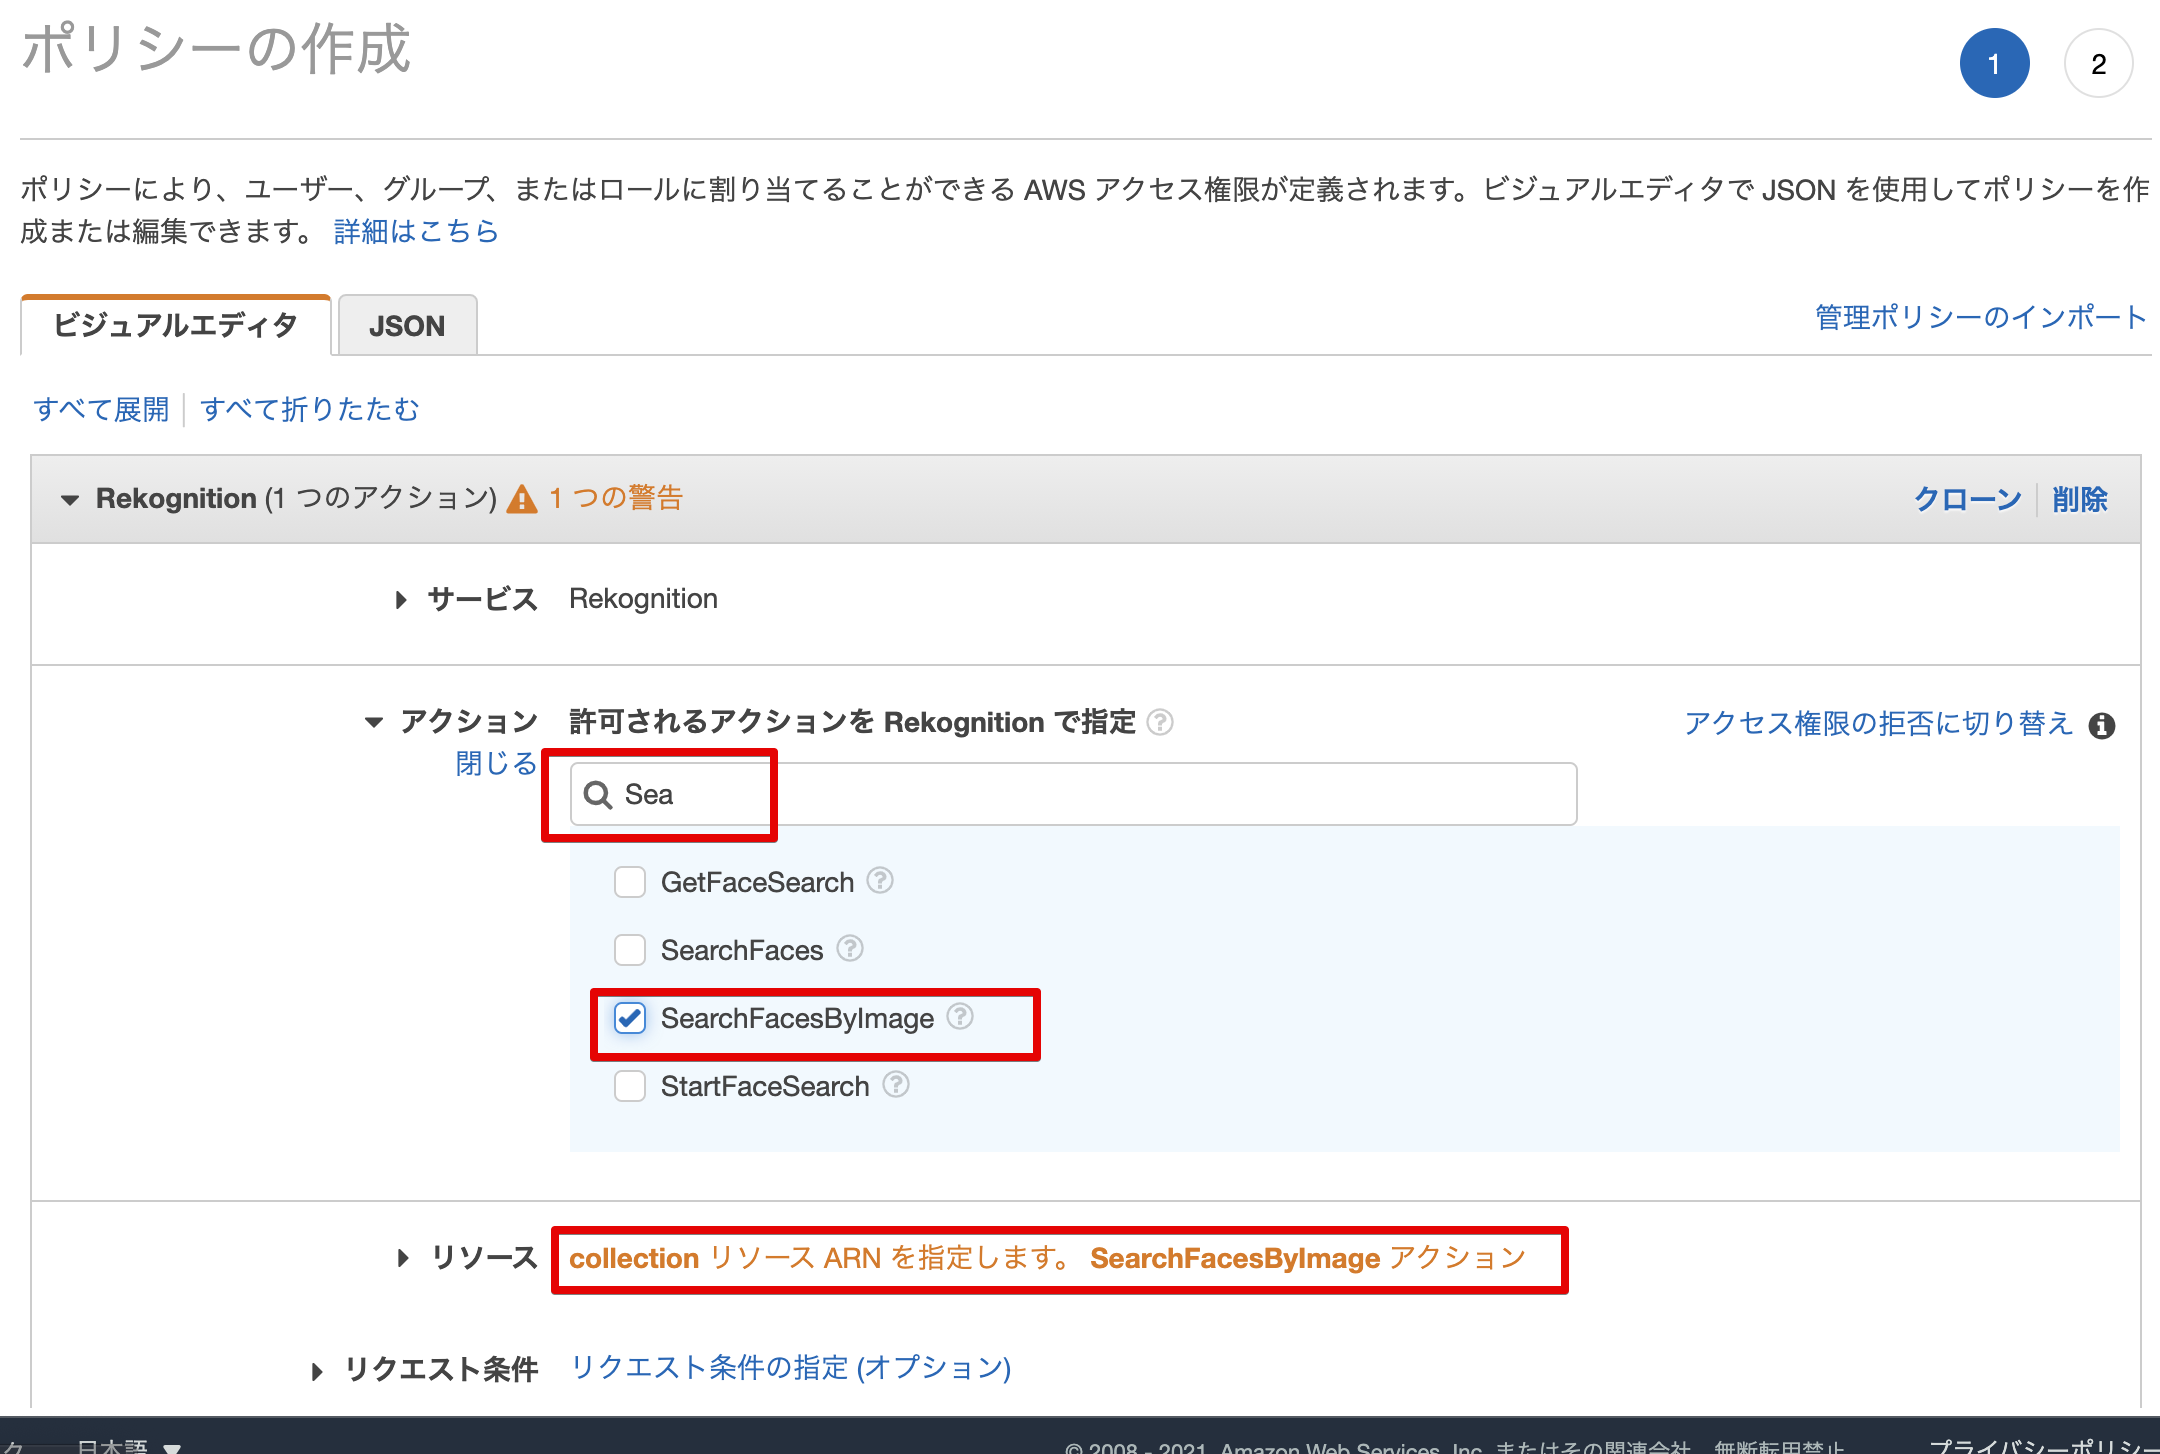 ポリシーの作成
1
2
ポリシーにより、ユーザー、グループ、またはロールに割り当てることができる AWS アクセス権限が定義されます。ビジュアルエディタで JSON を使用してポリシーを作
成または編集できます。 詳細はこちら
ビジュアルエディタ
JSON
管理ポリシーのインポート
すべて展開
すべて折りたたむ
Rekognition (1 つのアクション) 1 つの警告
クローン
削除
サービス
Rekognition
アクション
許可されるアクションを Rekognition で指定
アクセス権限の拒否に切り替え
閉じる
Sea
GetFaceSearch
SearchFaces
SearchFacesByImage
StartFaceSearch
リソース
collection リソース ARN を指定します。 SearchFacesByImage アクション
リクエスト条件
リクエスト条件の指定 (オプション)
ク
日本語
© 2008 - 2021, Amazon Web Services, Inc. またはその関連会社。無断転用禁止。
プライバシーポリシー